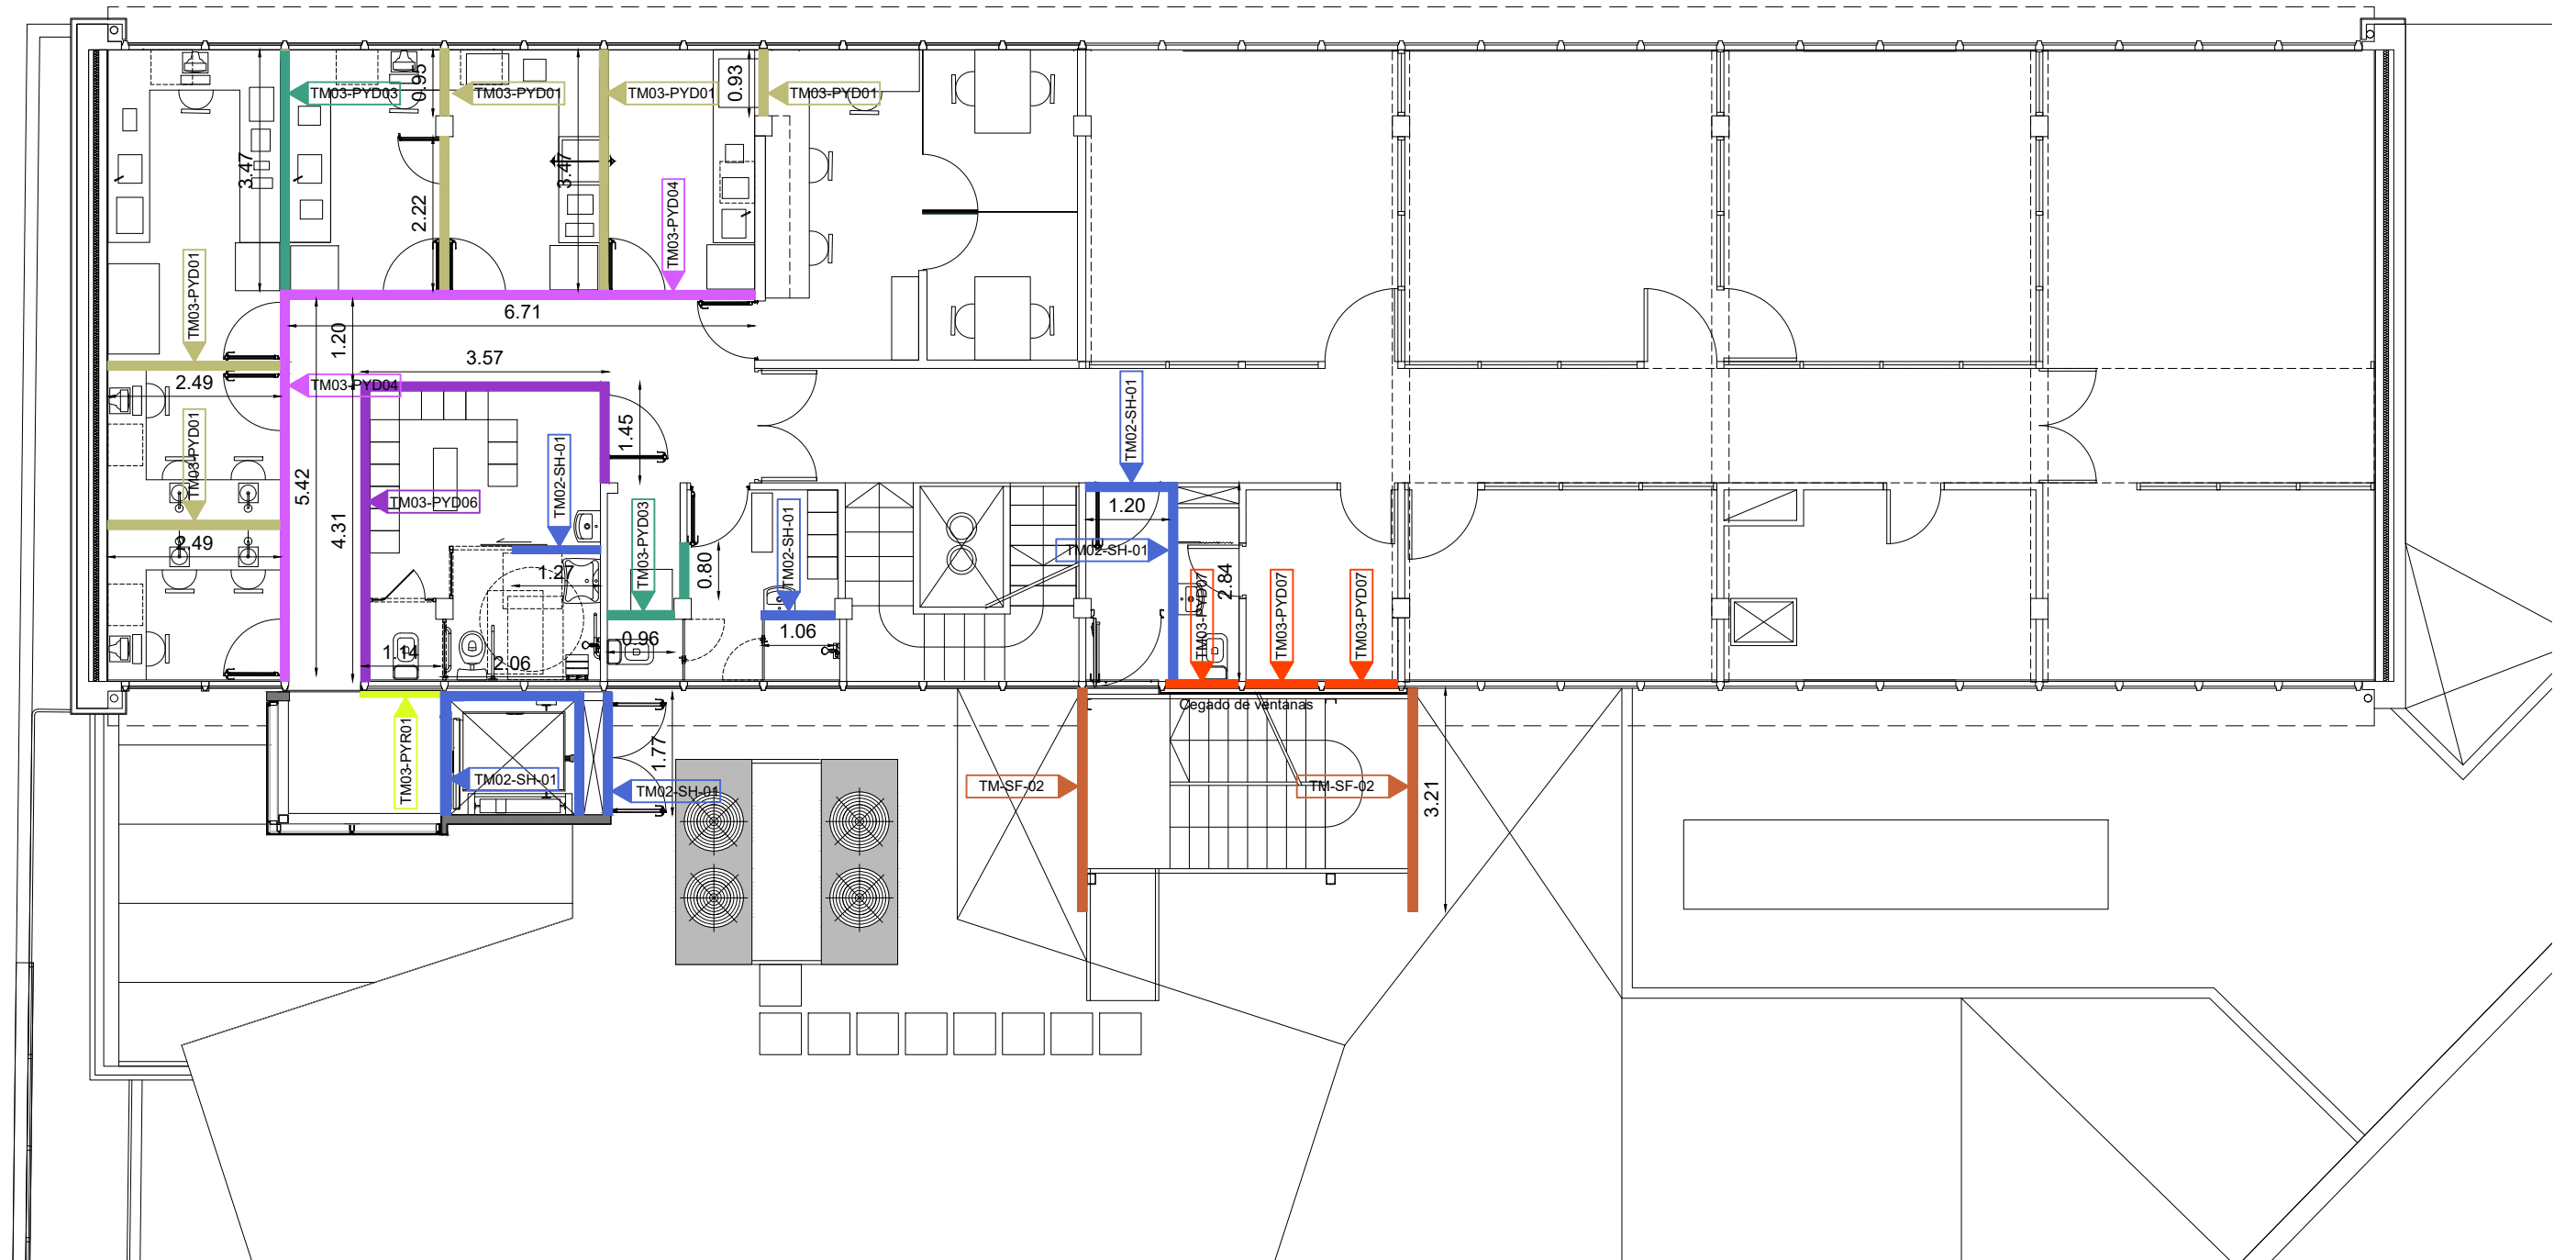 TM03-PYD03
0.95
TM03-PYD01
TM03-PYD01
0.93
TM03-PYD01
3.47
3.47
2.22
TM03-PYD04
TM03-PYD01
6.71
1.20
3.57
2.49
TM03-PYD04
TM03-PYD01
1.45
TM02-SH-01
TM02-SH-01
5.42
4.31
TM03-PYD06
TM03-PYD03
TM02-SH-01
1.20
TM02-SH-01
2.49
1.27
0.80
2.84
TM03-PYD07
TM03-PYD07
TM03-PYD07
1.14
2.06
0.96
1.06
Cegado de ventanas
TM03-PYR01
TM02-SH-01
1.77
TM02-SH-01
TM-SF-02
TM-SF-02
3.21